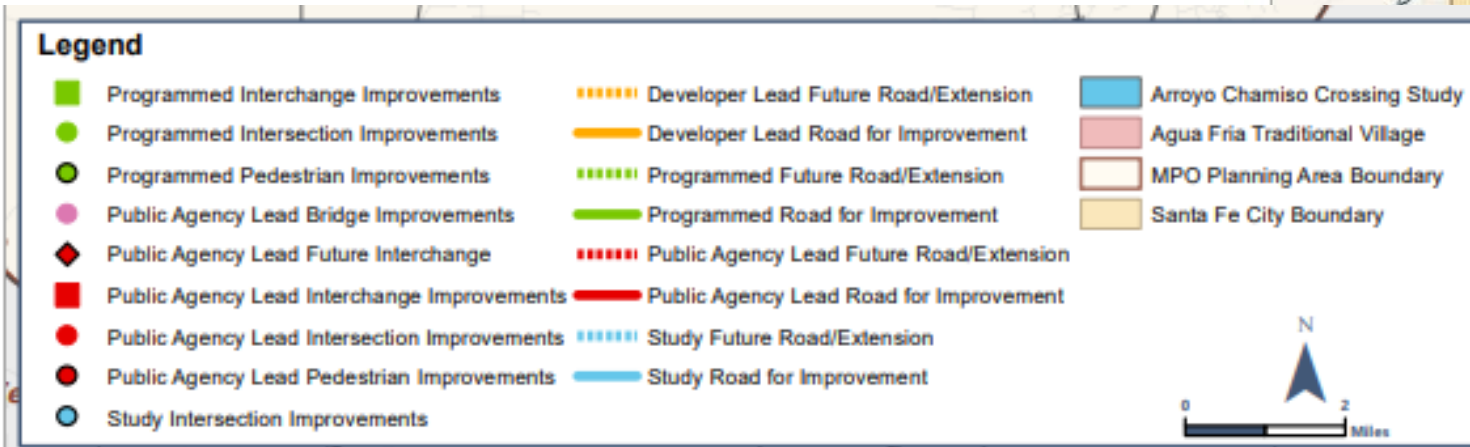 Legend
Programmed Interchange Improvements
Programmed Intersection Improvements
Programmed Pedestrian Improvements
Public Agency Lead Bridge Improvements
Public Agency Lead Future Interchange
Public Agency Lead Interchange Improvements
Public Agency Lead Intersection Improvements
Public Agency Lead Pedestrian Improvements
Study Intersection Improvements
Developer Lead Future Road/Extension
Developer Lead Road for Improvement
Programmed Future Road/Extension
Programmed Road for Improvement
Public Agency Lead Future Road/Extension
Public Agency Lead Road for Improvement
Study Future Road/Extension
Study Road for Improvement
Arroyo Chamiso Crossing Study
Agua Fria Traditional Village
MPO Planning Area Boundary
Santa Fe City Boundary
N
0 2
Miles